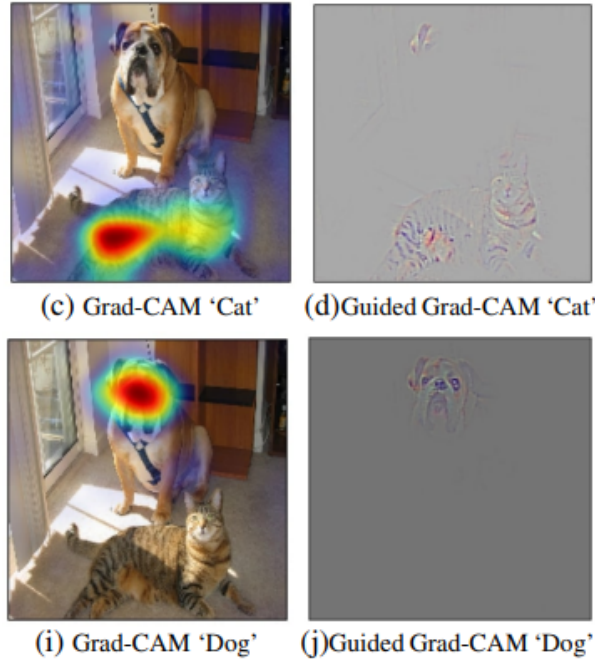 (c) Grad-CAM ‘Cat’
(d)Guided Grad-CAM ‘Cat’
(i) Grad-CAM ‘Dog’
(j)Guided Grad-CAM ‘Dog’